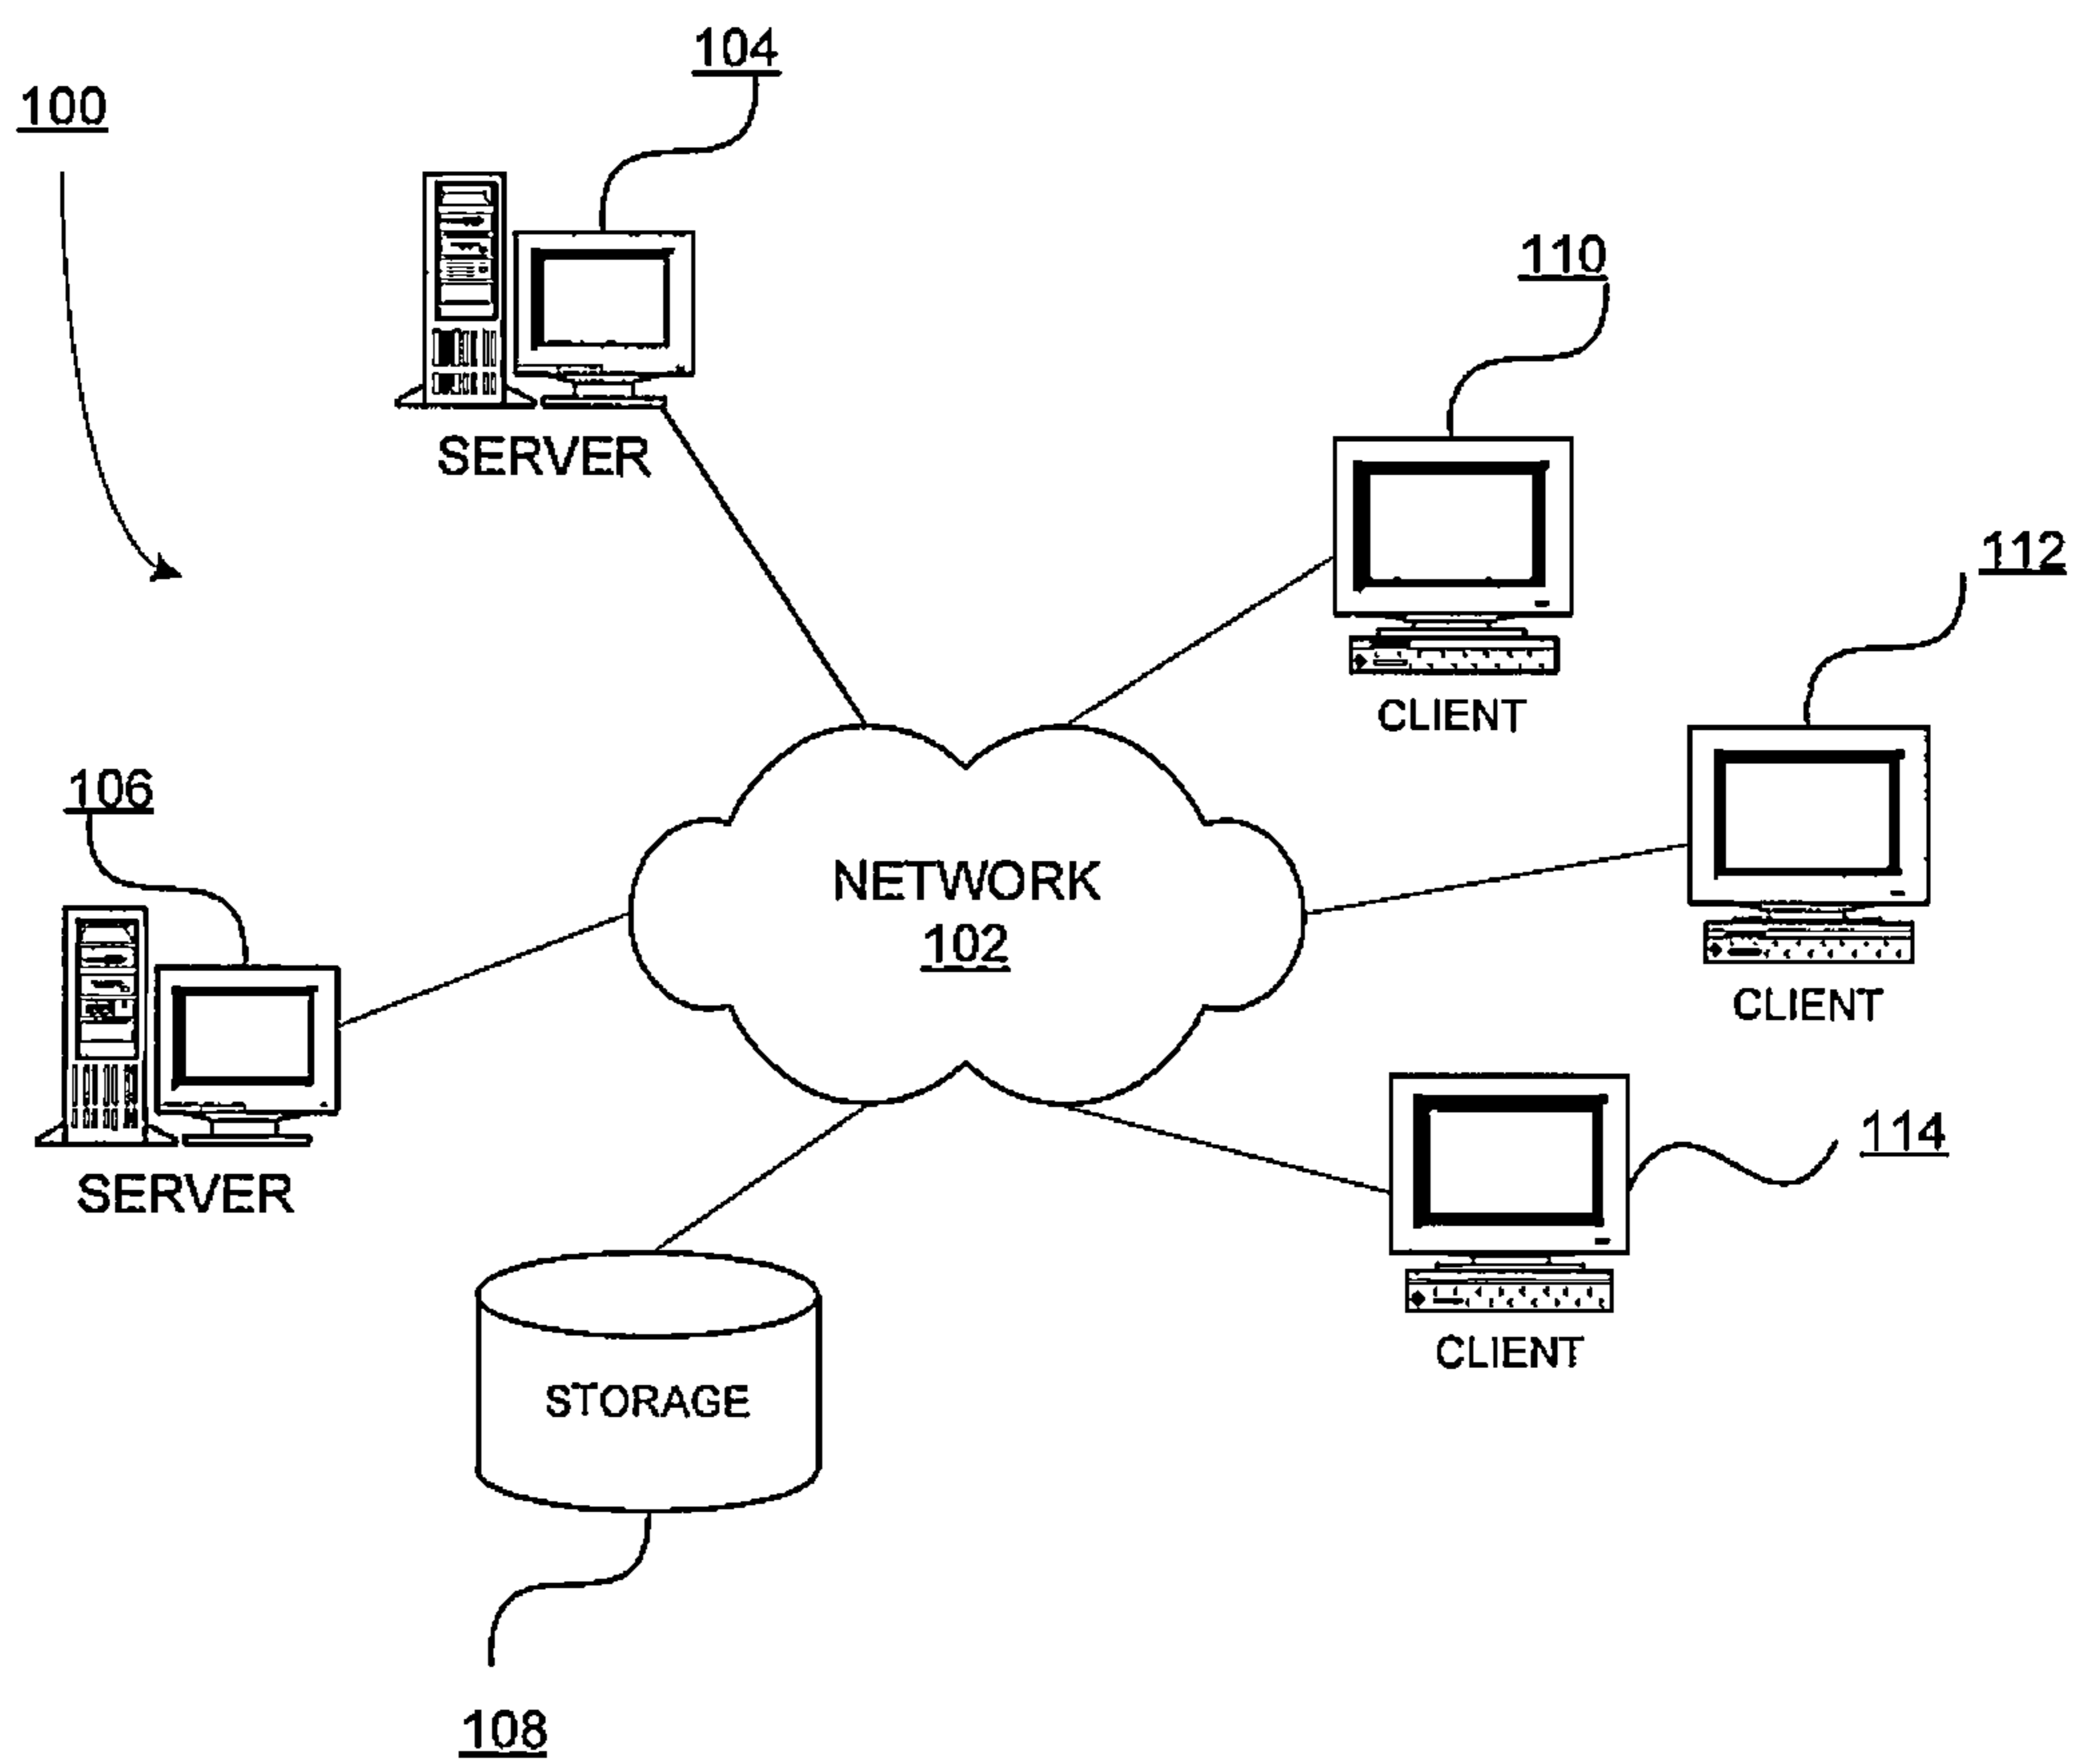 104
100
SERVER
110
CLIENT
112
CLIENT
106
SERVER
NETWORK
102
114
CLIENT
STORAGE
108